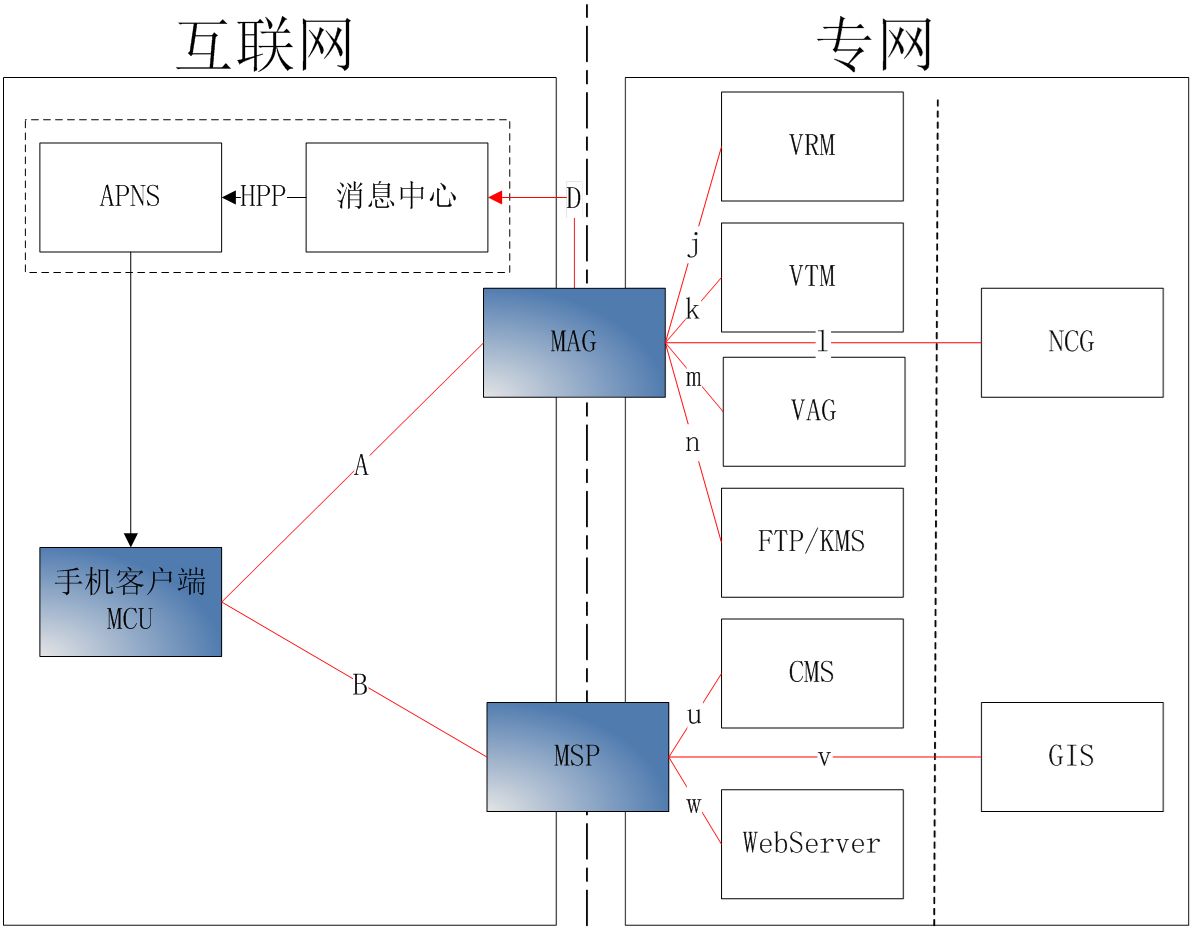 互联网
专网
VRM
APNS
HPP
消息中心
D
j
VTM
k
MAG
l
NCG
m
VAG
n
A
FTP/KMS
手机客户端
MCU
CMS
B
u
MSP
v
GIS
w
WebServer